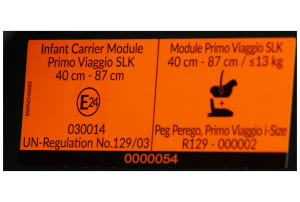 Infant Carrier Module
Primo Viaggio SLK
40 cm - 87 cm
E24
030014
UN-Regulation No.129/03
Module Primo Viaggio SLK
40 cm - 87 cm / ≤13 kg
Peg Perego, Primo Viaggio i-Size
R129 - 000002
0000054